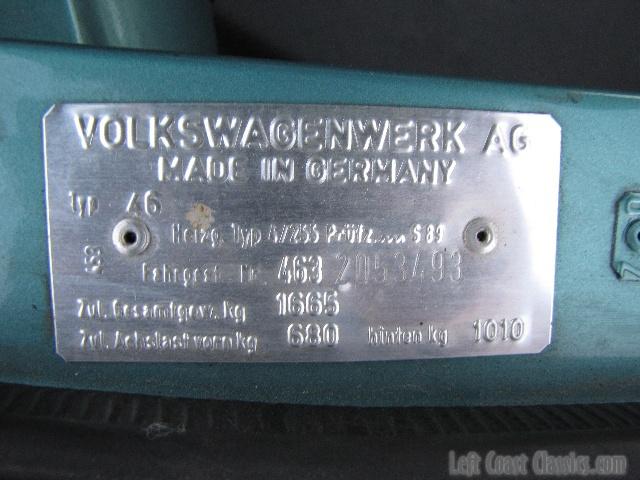 VOLKSWAGENWERK AG
MADE IN GERMANY
Typ 46
Heizg. Typ 4/255 Prüfz..... S 89
Fahrgest. Nr. 463 2053493
Zul. Gesamtgew. kg 1665
Zul. Achslast vorn kg 680 hinten kg 1010
Left Coast Classics.com